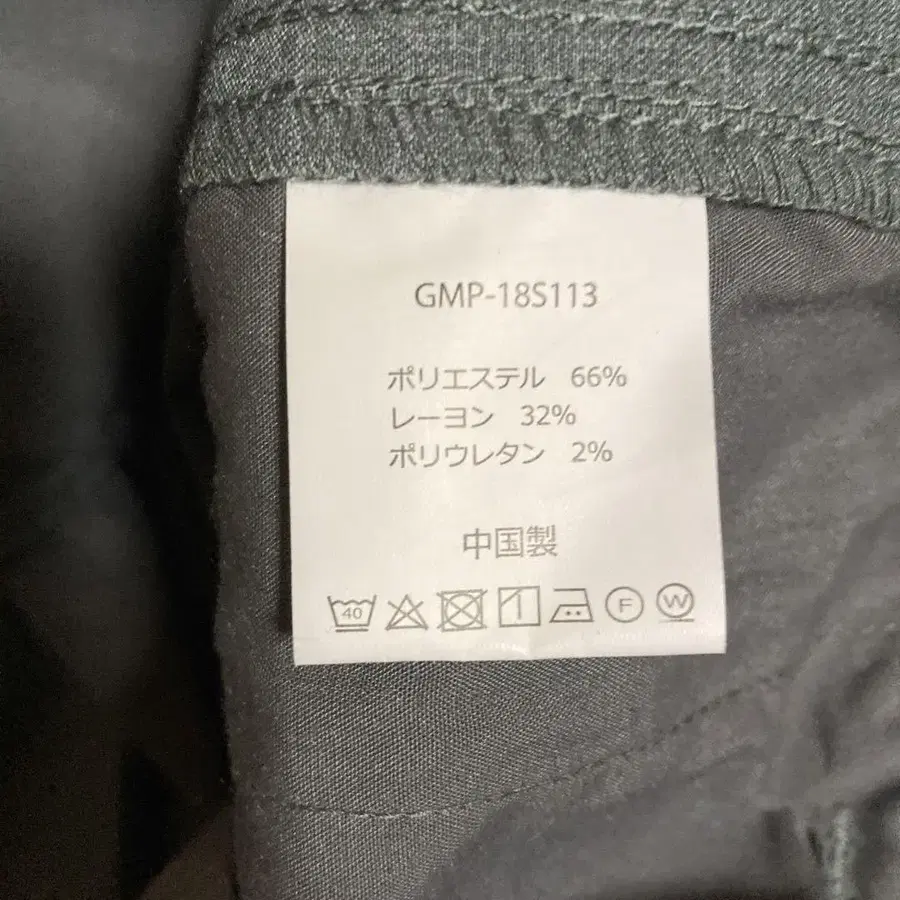 GMP-18S113
ポリエステル 66%
レーヨン 32%
ポリウレタン 2%
中国製
40 F W